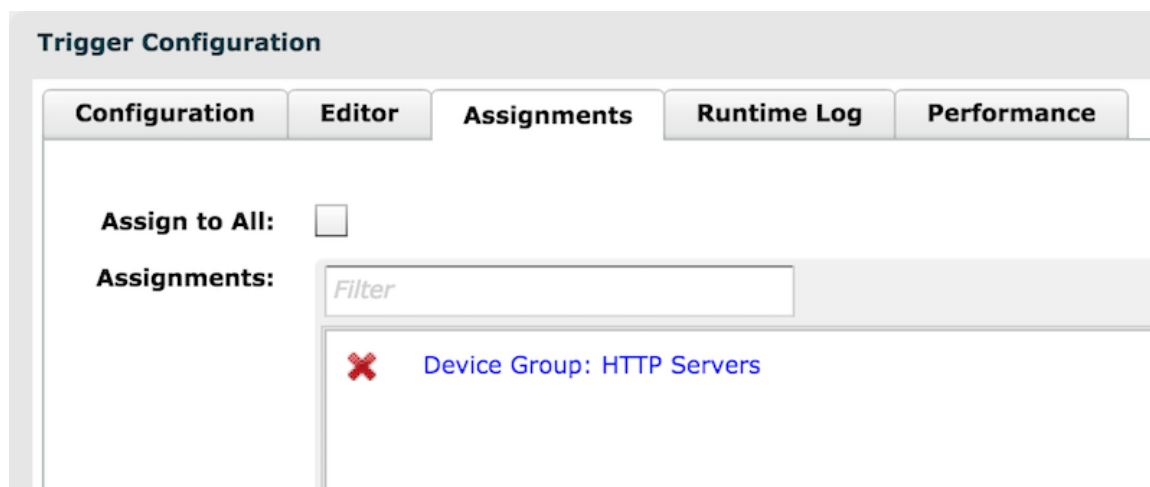 Trigger Configuration
Configuration Editor Assignments Runtime Log Performance
Assign to All:
Assignments:
Filter
Device Group: HTTP Servers